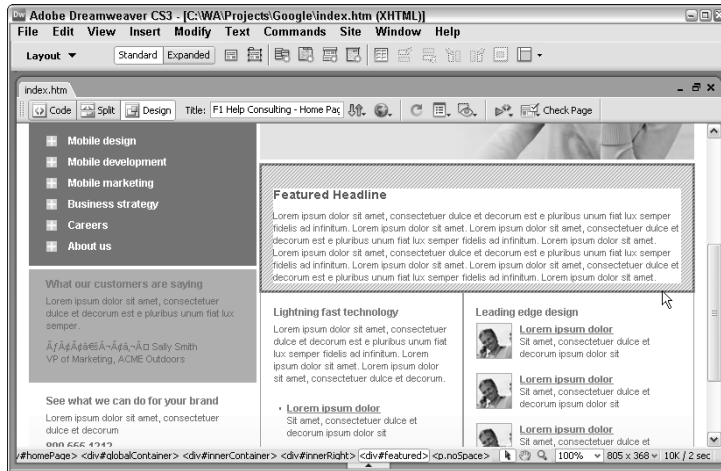 Adobe Dreamweaver CS3 - [C:\WA\Projects\Google\index.htm (XHTML)]
File Edit View Insert Modify Text Commands Site Window Help
Layout ▼ Standard Expanded
index.htm
Code Split Design Title: F1 Help Consulting - Home Pag Check Page
Mobile design
Mobile development
Mobile marketing
Business strategy
Careers
About us
What our customers are saying
Lorem ipsum dolor sit amet, consectetuer
dulce et decorum est e pluribus unum fiat lux
semper.
Sally Smith
VP of Marketing, ACME Outdoors
See what we can do for your brand
Lorem ipsum dolor sit amet, consectetuer
dulce et decorum
800.666.1212
Featured Headline
Lorem ipsum dolor sit amet, consectetuer dulce et decorum est e pluribus unum fiat lux semper
fidelis ad infinitum. Lorem ipsum dolor sit amet. Lorem ipsum dolor sit amet, consectetuer dulce et
decorum est e pluribus unum fiat lux semper fidelis ad infinitum. Lorem ipsum dolor sit amet.
Lorem ipsum dolor sit amet, consectetuer dulce et decorum est e pluribus unum fiat lux semper
fidelis ad infinitum. Lorem ipsum dolor sit amet. Lorem ipsum dolor sit amet, consectetuer dulce et
decorum est e pluribus unum fiat lux semper fidelis ad infinitum. Lorem ipsum dolor sit amet.
Lightning fast technology
Lorem ipsum dolor sit amet, consectetuer
dulce et decorum est e pluribus unum fiat
lux semper fidelis ad infinitum. Lorem
ipsum dolor sit amet. Lorem ipsum dolor
sit amet, consectetuer dulce et decorum.
Lorem ipsum dolor
Sit amet, consectetuer dulce et
decorum ipsum dolor sit
Leading edge design
Lorem ipsum dolor
Sit amet, consectetuer dulce et
decorum ipsum dolor sit
Lorem ipsum dolor
Sit amet, consectetuer dulce et
decorum ipsum dolor sit
Lorem ipsum dolor
Sit amet, consectetuer dulce et
<div#globalContainer> <div#innerContainer> <div#innerRight> <div#featured> <p.noSpace> 100% 805 x 368 10K / 2 sec